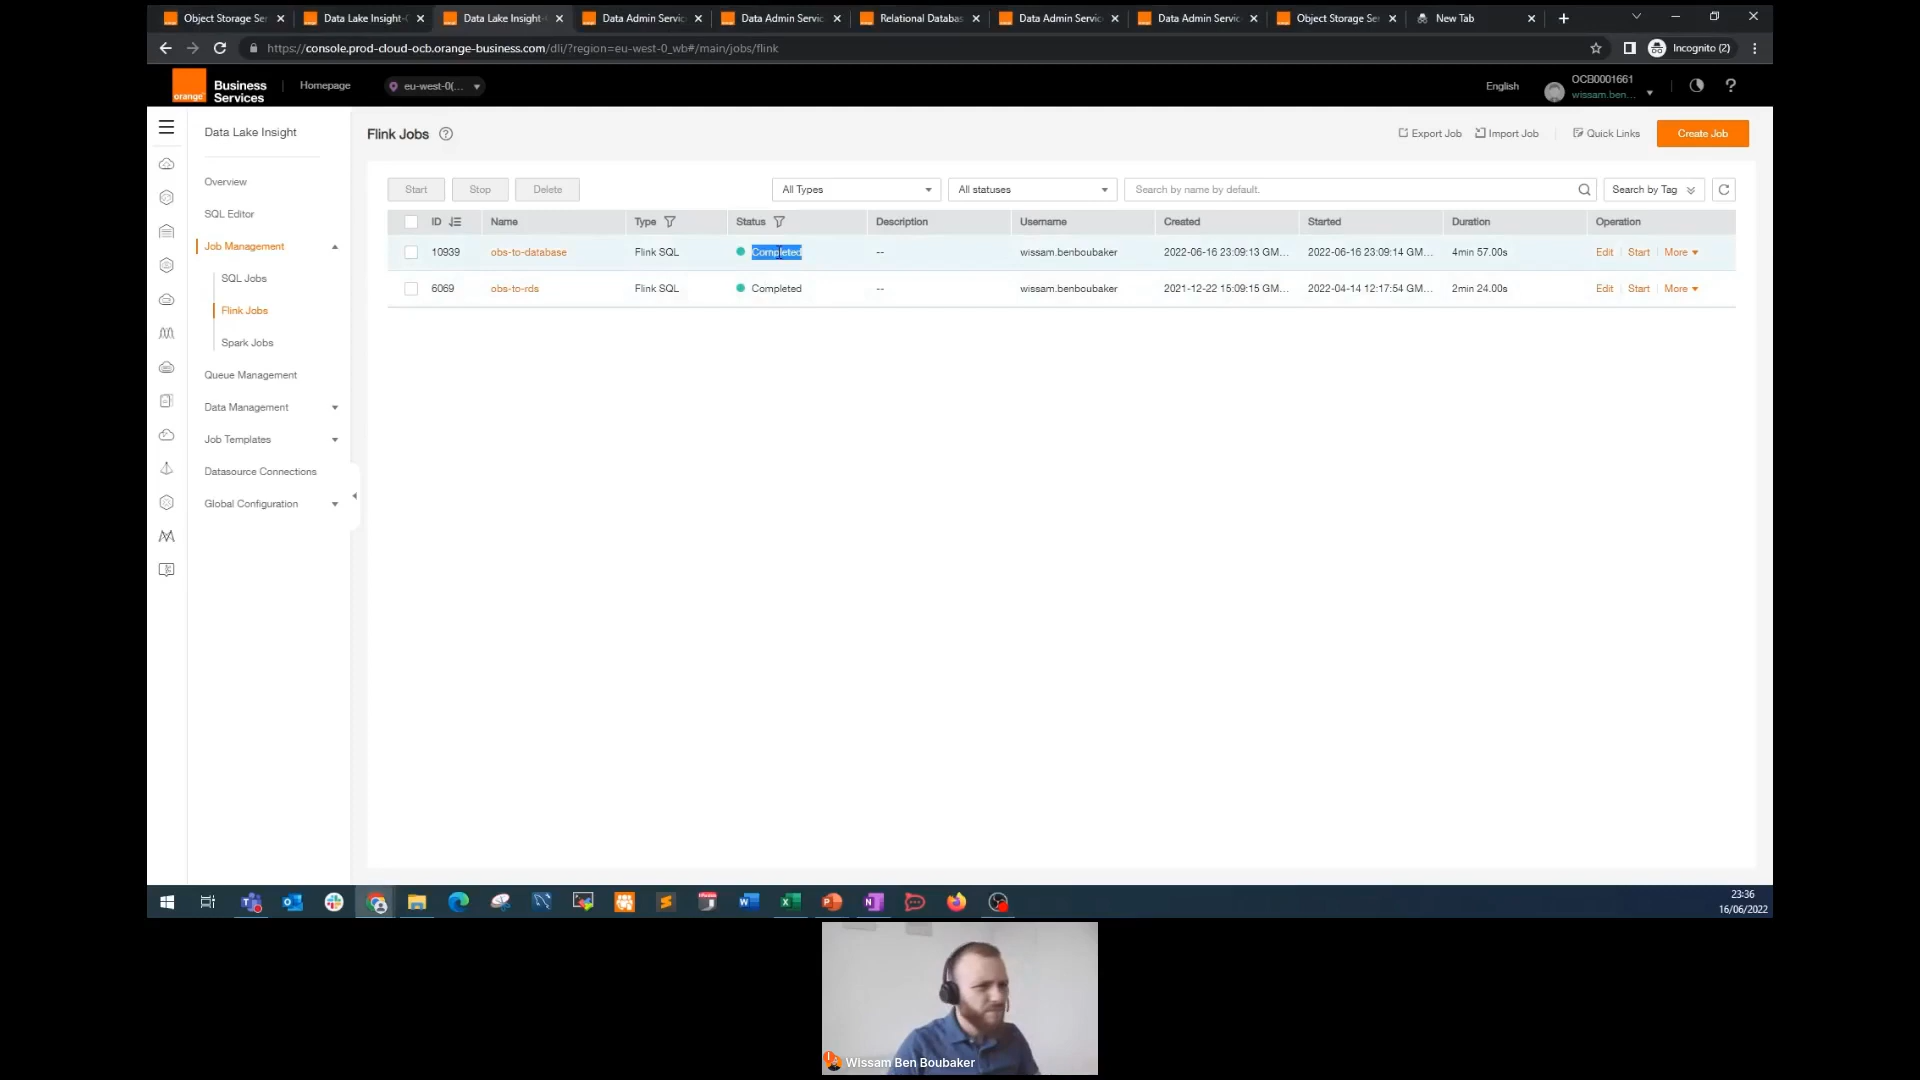 Object Storage Se
Data Lake Insight-
Data Lake Insight-
Data Admin Servic
Data Admin Servic
Relational Databas
Data Admin Servic
Data Admin Servic
Object Storage Se
New Tab
https://console.prod-cloud-ocb.orange-business.com/dli/?region=eu-west-0_wb#/main/jobs/flink
Incognito (2)
orange
Business
Services
Homepage
eu-west-0(...
English
OCB0001661
wissam.ben...
Data Lake Insight
Overview
SQL Editor
Job Management
SQL Jobs
Flink Jobs
Spark Jobs
Queue Management
Data Management
Job Templates
Datasource Connections
Global Configuration
Flink Jobs
Export Job
Import Job
Quick Links
Create Job
Start
Stop
Delete
All Types
All statuses
Search by name by default.
Search by Tag
ID Name Type Status Description Username Created Started Duration Operation
10939 obs-to-database Flink SQL Completed -- wissam.benboubaker 2022-06-16 23:09:13 GM... 2022-06-16 23:09:14 GM... 4min 57.00s Edit Start More
6069 obs-to-rds Flink SQL Completed -- wissam.benboubaker 2021-12-22 15:09:15 GM... 2022-04-14 12:17:54 GM... 2min 24.00s Edit Start More
23:36
16/06/2022
Wissam Ben Boubaker